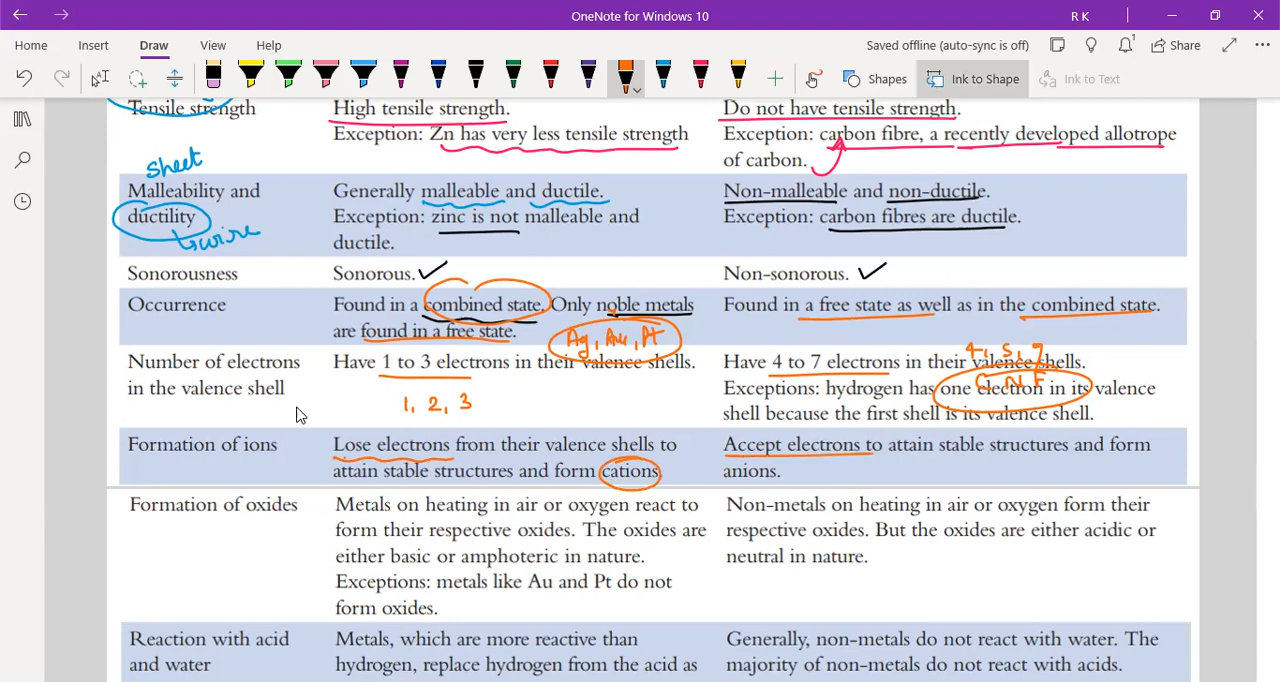 OneNote for Windows 10
R K
Home Insert Draw View Help
Saved offline (auto-sync is off)
Share
Shapes
Ink to Shape
Ink to Text
Tensile strength
High tensile strength.
Exception: Zn has very less tensile strength
Do not have tensile strength.
Exception: carbon fibre, a recently developed allotrope
of carbon.
sheet
Malleability and
ductility
wire
Generally malleable and ductile.
Exception: zinc is not malleable and
ductile.
Non-malleable and non-ductile.
Exception: carbon fibres are ductile.
Sonorousness
Sonorous.
Non-sonorous.
Occurrence
Found in a combined state. Only noble metals
are found in a free state.
Ag, Au, Pt
Found in a free state as well as in the combined state.
Number of electrons
in the valence shell
Have 1 to 3 electrons in their valence shells.
1, 2, 3
Have 4 to 7 electrons in their valence shells.
4, 5, 7
C N F
Exceptions: hydrogen has one electron in its valence
shell because the first shell is its valence shell.
Formation of ions
Lose electrons from their valence shells to
attain stable structures and form cations.
Accept electrons to attain stable structures and form
anions.
Formation of oxides
Metals on heating in air or oxygen react to
form their respective oxides. The oxides are
either basic or amphoteric in nature.
Exceptions: metals like Au and Pt do not
form oxides.
Non-metals on heating in air or oxygen form their
respective oxides. But the oxides are either acidic or
neutral in nature.
Reaction with acid
and water
Metals, which are more reactive than
hydrogen, replace hydrogen from the acid as
Generally, non-metals do not react with water. The
majority of non-metals do not react with acids.